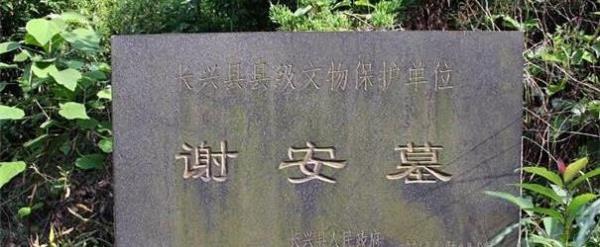 长兴县县级文物保护单位
谢安墓
长兴县人民政府